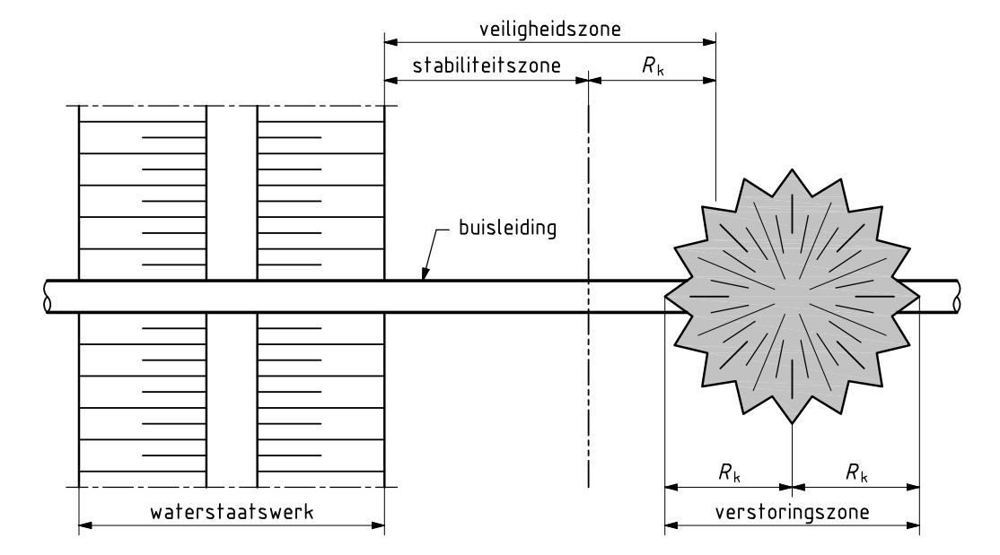 veiligheidszone
stabiliteitszone
Rk
buisleiding
Rk
Rk
waterstaatswerk
verstoringszone